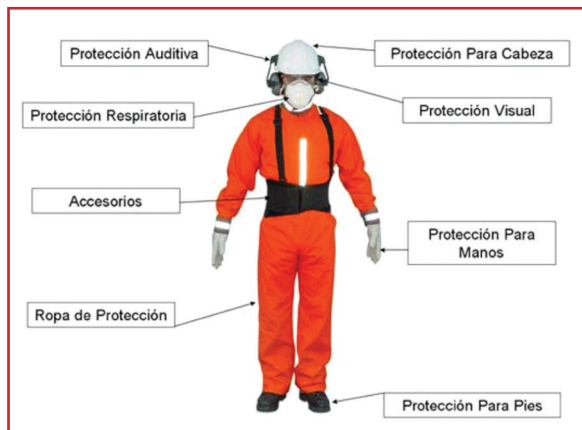 Protección Auditiva
Protección Para Cabeza
Protección Respiratoria
Protección Visual
Accesorios
Protección Para
Manos
Ropa de Protección
Protección Para Pies